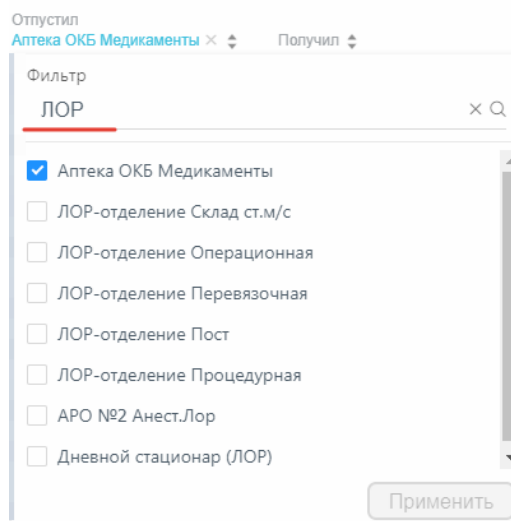 Отпустил
Аптека ОКБ Медикаменты Получил
Фильтр
ЛОР
Аптека ОКБ Медикаменты
ЛОР-отделение Склад ст.м/с
ЛОР-отделение Операционная
ЛОР-отделение Перевязочная
ЛОР-отделение Пост
ЛОР-отделение Процедурная
АРО №2 Анест.Лор
Дневной стационар (ЛОР)
Применить